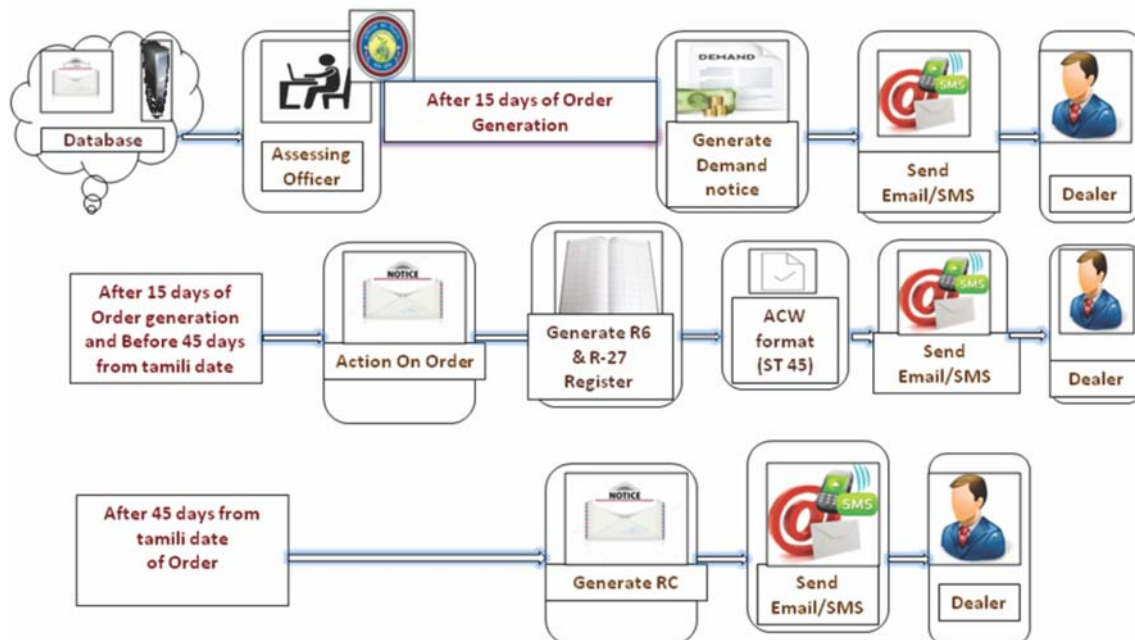 Database
Assessing
Officer
After 15 days of Order
Generation
DEMAND
Generate
Demand
notice
SMS
Send
Email/SMS
Dealer
After 15 days of
Order generation
and Before 45 days
from tamili date
NOTICE
Action On Order
Generate R6
& R-27
Register
ACW
format
(ST 45)
SMS
Send
Email/SMS
Dealer
After 45 days from
tamili date
of Order
NOTICE
Generate RC
SMS
Send
Email/SMS
Dealer